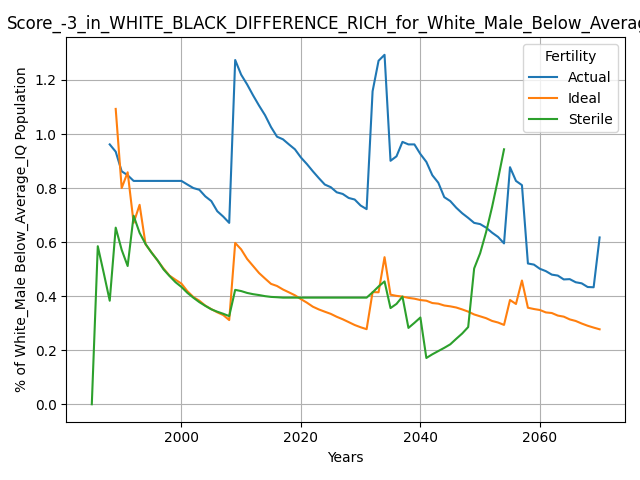 Score_-3_in_WHITE_BLACK_DIFFERENCE_RICH_for_White_Male_Below_Averag
Fertility
Actual
Ideal
Sterile
% of White_Male Below_Average_IQ Population
1.2
1.0
0.8
0.6
0.4
0.2
0.0
2000 2020 2040 2060
Years